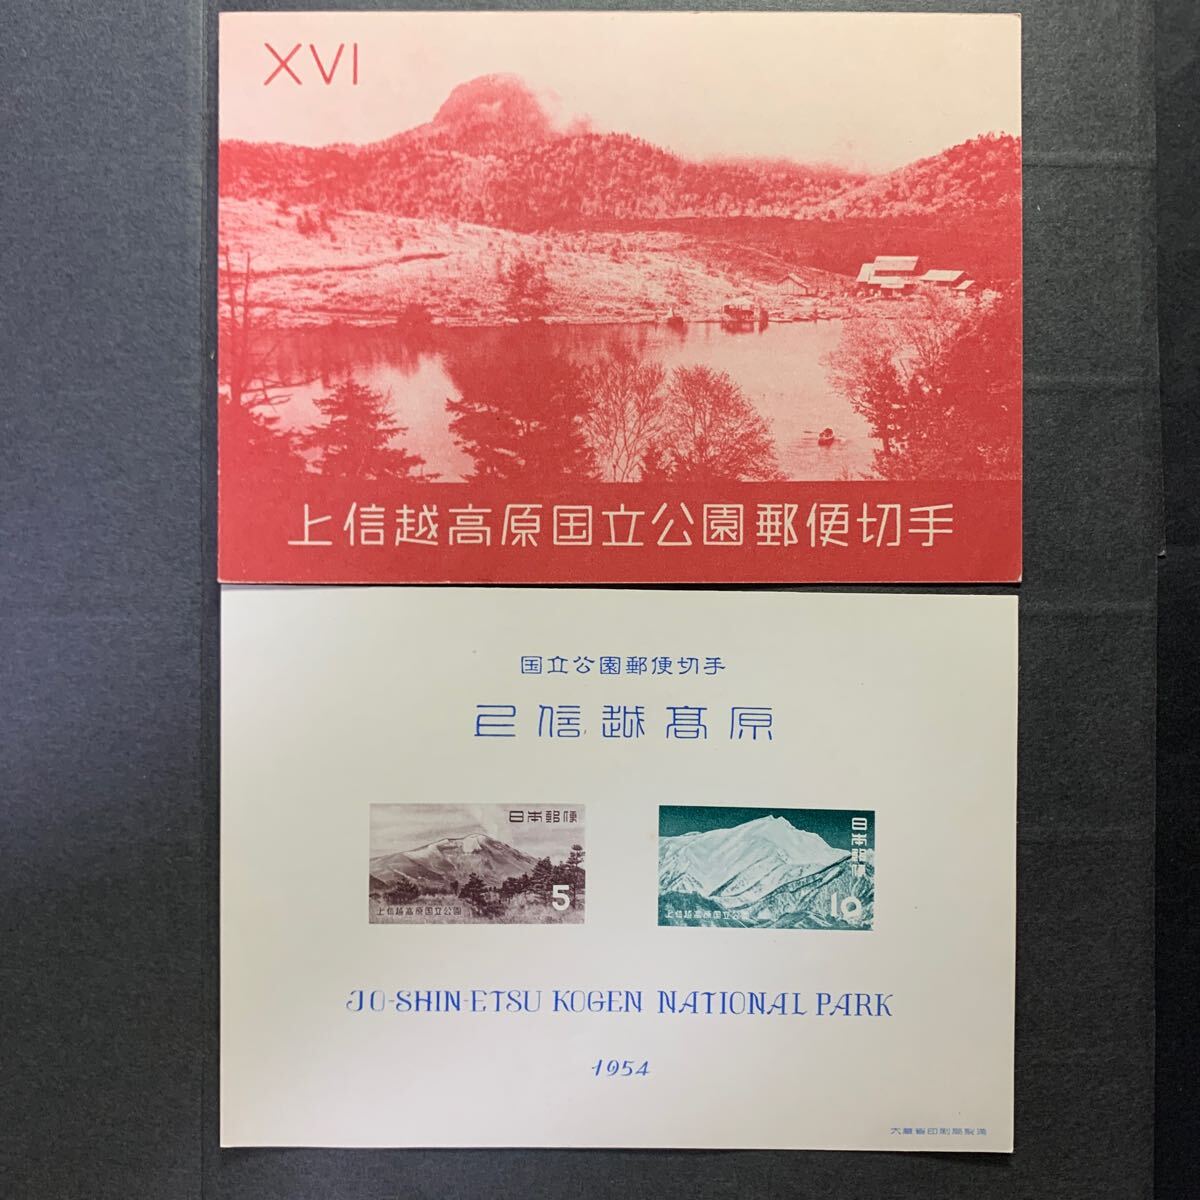 XVI
上信越高原国立公園郵便切手
国立公園郵便切手
上信越髙原
日本郵便
5
上信越高原国立公園
日本郵便
10
上信越高原国立公園
JO-SHIN-ETSU KOGEN NATIONAL PARK
1954
大蔵省印刷局製造